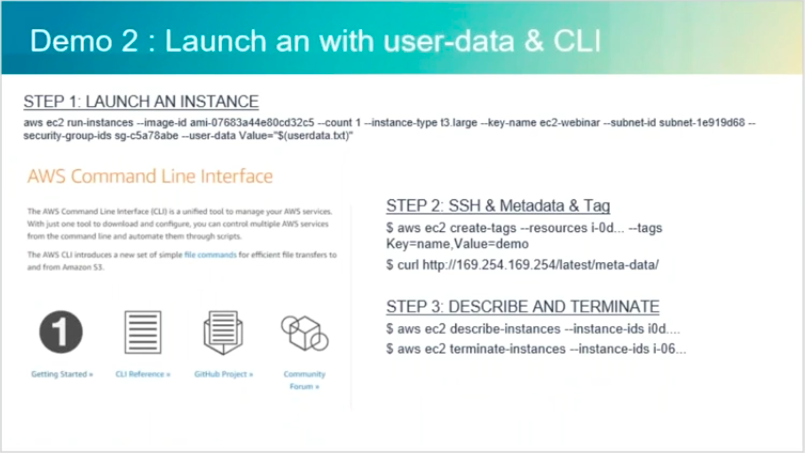 Demo 2 : Launch an with user-data & CLI
STEP 1: LAUNCH AN INSTANCE
aws ec2 run-instances --image-id ami-07683a44e80cd32c5 --count 1 --instance-type t3.large --key-name ec2-webinar --subnet-id subnet-1e919d68 --
security-group-ids sg-c5a78abe --user-data Value="$(userdata.txt)"
AWS Command Line Interface
The AWS Command Line Interface (CLI) is a unified tool to manage your AWS services.
With just one tool to download and configure, you can control multiple AWS services
from the command line and automate them through scripts.
The AWS CLI introduces a new set of simple file commands for efficient file transfers to
and from Amazon S3.
1
Getting Started »
CLI Reference »
GitHub Project »
Community
Forum »
STEP 2: SSH & Metadata & Tag
$ aws ec2 create-tags --resources i-0d... --tags
Key=name,Value=demo
$ curl http://169.254.169.254/latest/meta-data/
STEP 3: DESCRIBE AND TERMINATE
$ aws ec2 describe-instances --instance-ids i0d....
$ aws ec2 terminate-instances --instance-ids i-06...